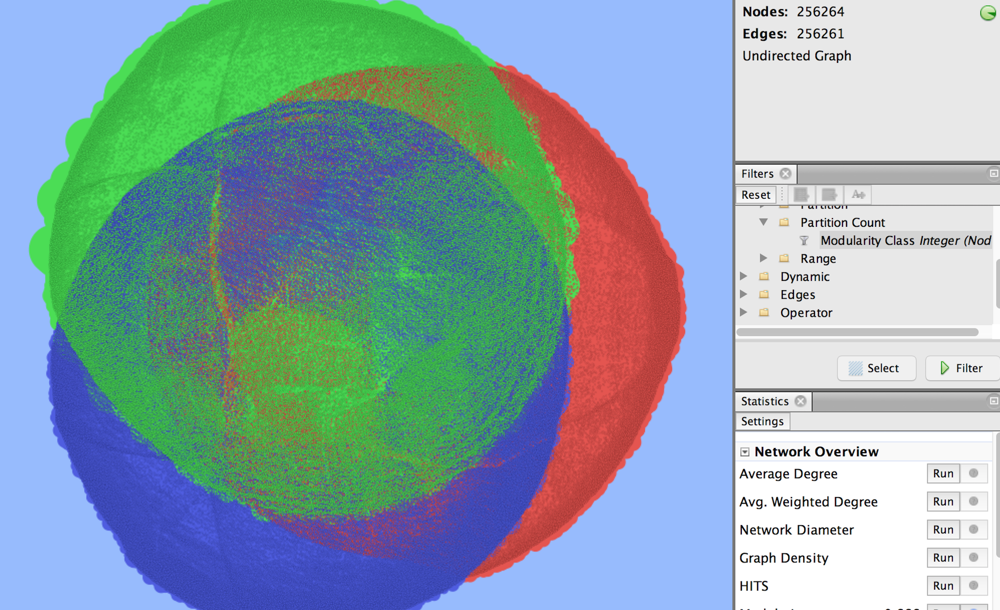 Nodes: 256264
Edges: 256261
Undirected Graph
Filters
Reset
Partition
Partition Count
Modularity Class Integer (Nod
Range
Dynamic
Edges
Operator
Select
Filter
Statistics
Settings
Network Overview
Average Degree Run
Avg. Weighted Degree Run
Network Diameter Run
Graph Density Run
HITS Run